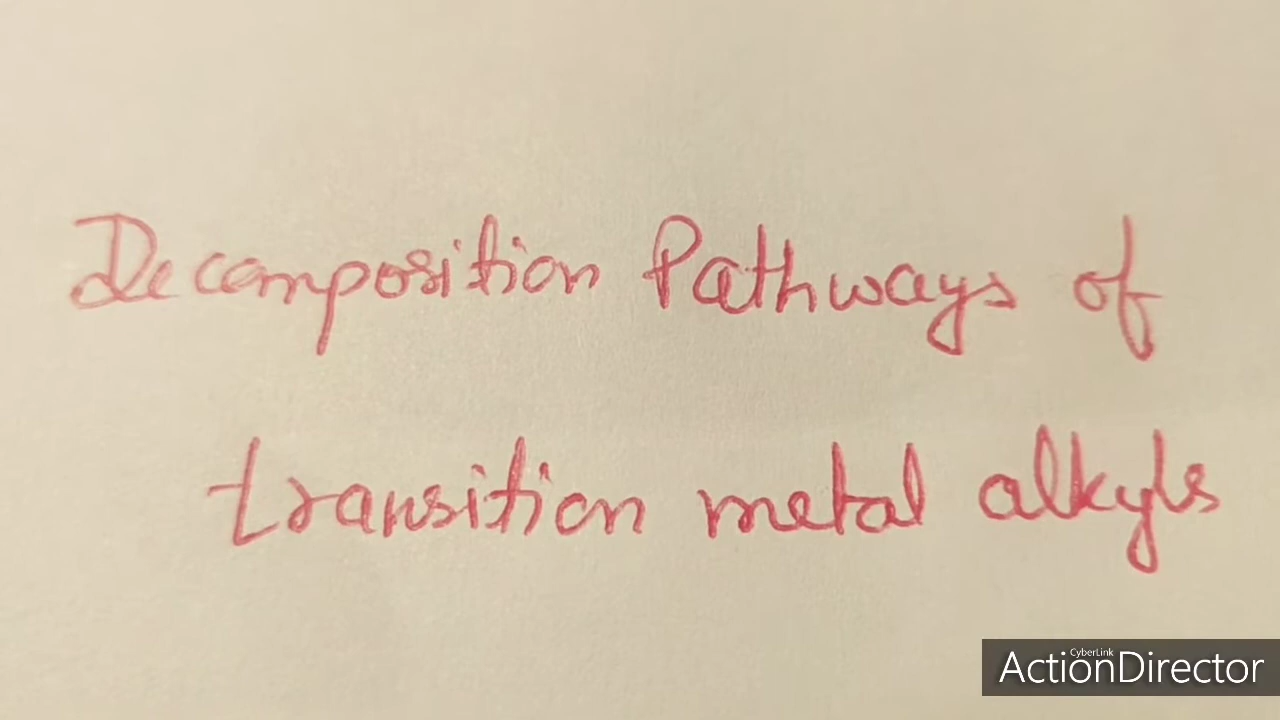 Decomposition Pathways of
transition metal alkyls
CyberLink
ActionDirector